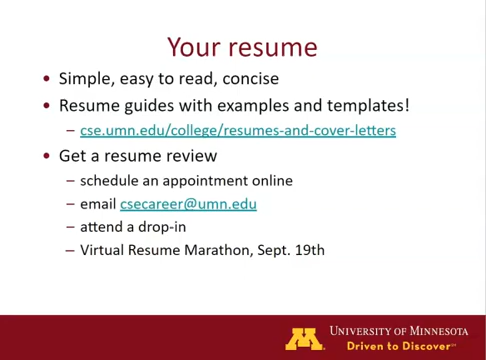 Your resume
• Simple, easy to read, concise
• Resume guides with examples and templates!
– cse.umn.edu/college/resumes-and-cover-letters
• Get a resume review
– schedule an appointment online
– email csecareer@umn.edu
– attend a drop-in
– Virtual Resume Marathon, Sept. 19th
M
UNIVERSITY OF MINNESOTA
Driven to Discover℠